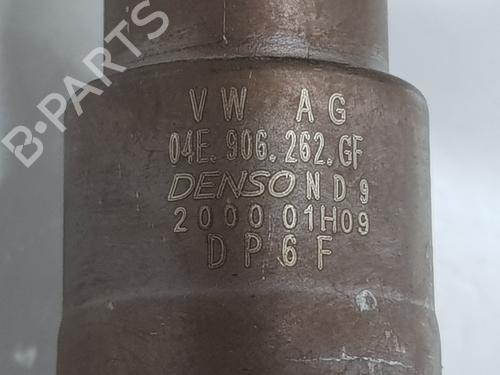 B-PARTS
VW AG
04E.906.262.GF
DENSO ND9
200001H09
DP6F